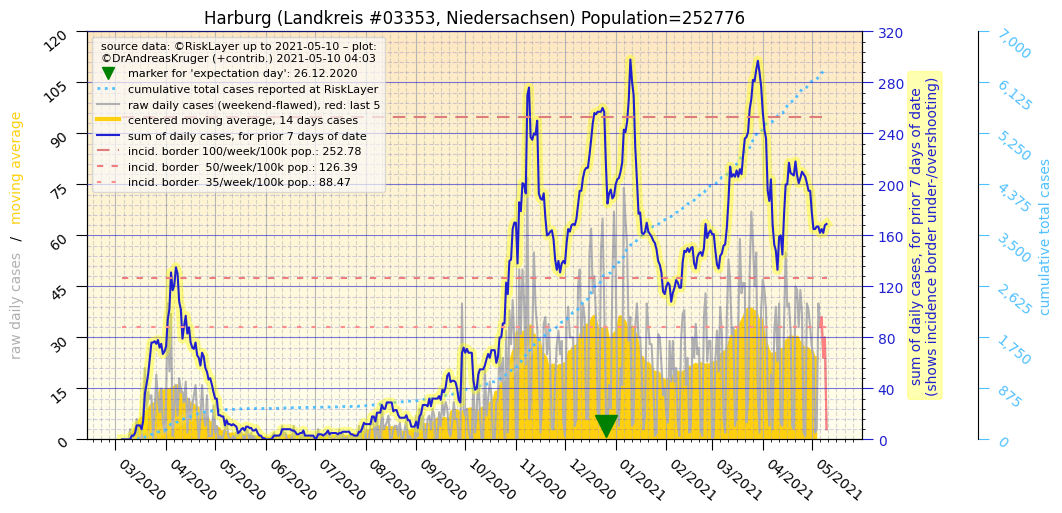 Harburg (Landkreis #03353, Niedersachsen) Population=252776
source data: ©RiskLayer up to 2021-05-10 – plot:
©DrAndreasKruger (+contrib.) 2021-05-10 04:03
marker for 'expectation day': 26.12.2020
cumulative total cases reported at RiskLayer
raw daily cases (weekend-flawed), red: last 5
centered moving average, 14 days cases
sum of daily cases, for prior 7 days of date
incid. border 100/week/100k pop.: 252.78
incid. border  50/week/100k pop.: 126.39
incid. border  35/week/100k pop.: 88.47
raw daily cases  /  moving average
120
105
90
75
60
45
30
15
0
03/2020
04/2020
05/2020
06/2020
07/2020
08/2020
09/2020
10/2020
11/2020
12/2020
01/2021
02/2021
03/2021
04/2021
05/2021
320
280
240
200
160
120
80
40
0
sum of daily cases, for prior 7 days of date
(shows incidence border under-/overshooting)
7,000
6,125
5,250
4,375
3,500
2,625
1,750
875
0
cumulative total cases